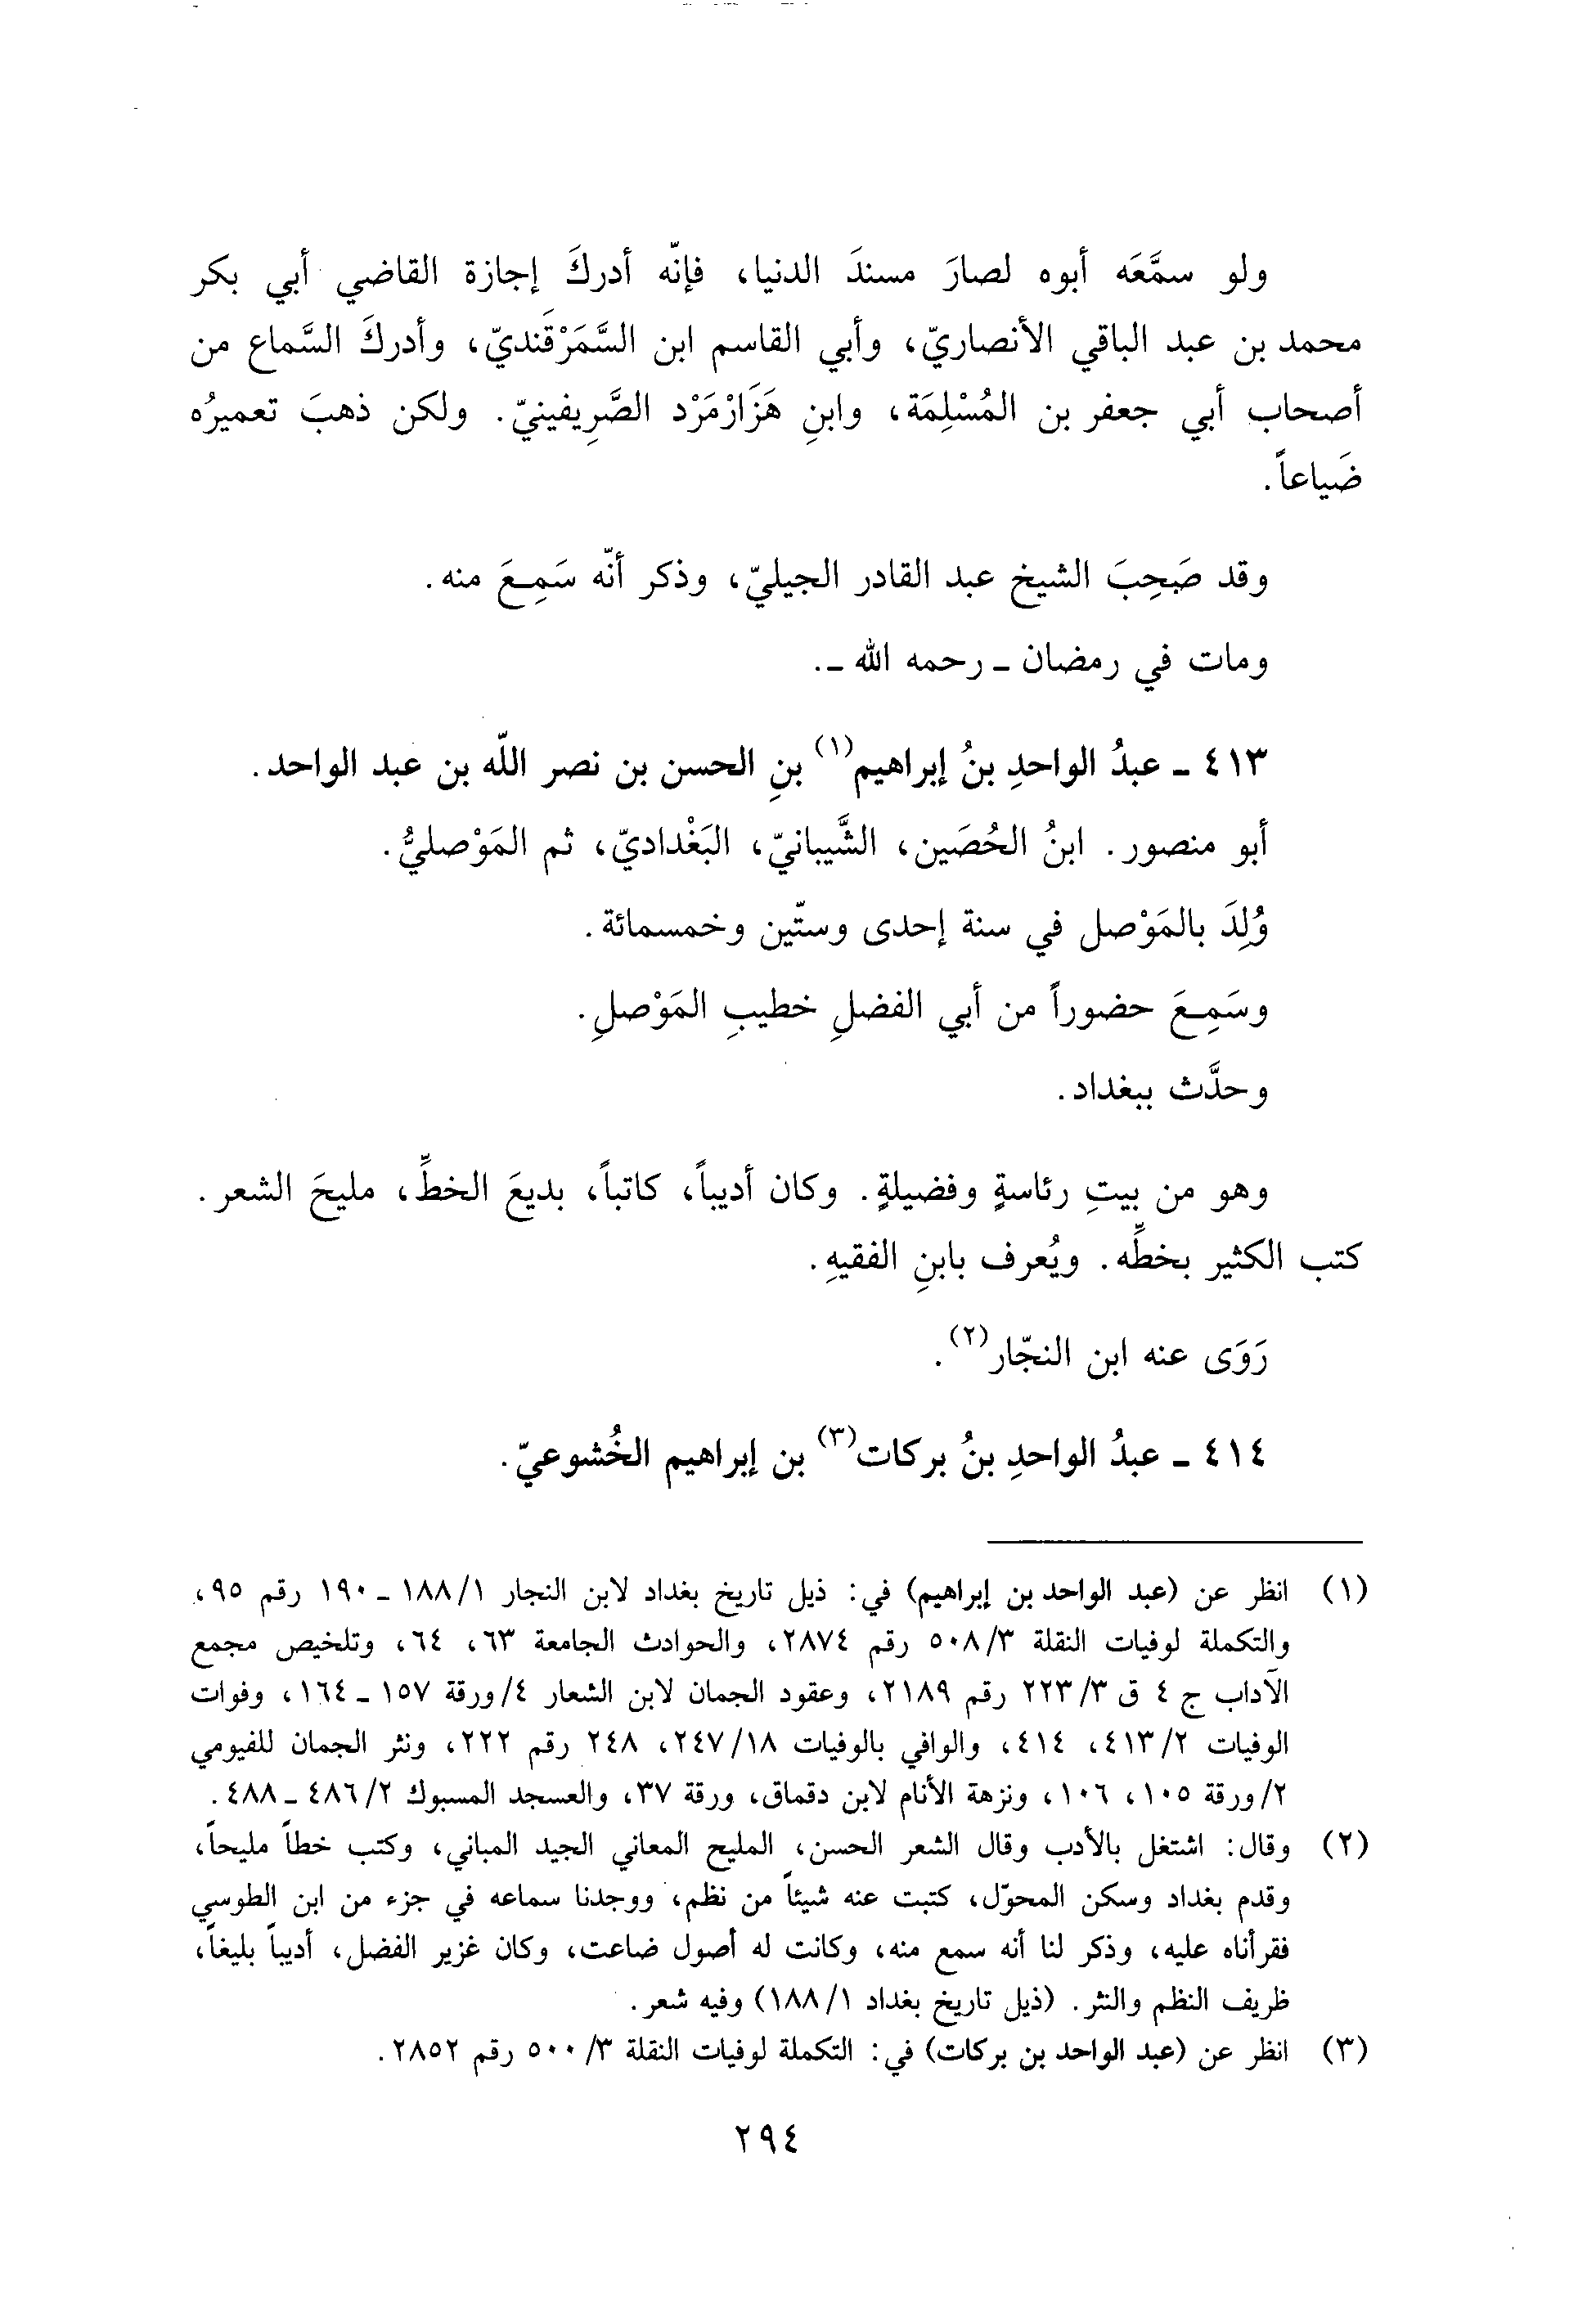 ولو سمَّعَه أبوه لصارَ مسندَ الدنيا، فإنّه أدركَ إجازة القاضي أبي بكر
محمد بن عبد الباقي الأنصاريّ، وأبي القاسم ابن السَّمَرْقَنديّ، وأدركَ السَّماع من
أصحاب أبي جعفر بن المُسْلِمَة، وابنِ هَزَارْمَرْد الصَّرِيفينيّ. ولكن ذهبَ تعميرُه
ضَياعاً.
وقد صَحِبَ الشيخ عبد القادر الجيليّ، وذكر أنّه سَمِعَ منه.
ومات في رمضان ـ رحمه الله ـ.
٤١٣ ـ عبدُ الواحدِ بنُ إبراهيم(١) بنِ الحسن بن نصر اللّه بن عبد الواحد.
أبو منصور. ابنُ الحُصَين، الشَّيبانيّ، البَغْداديّ، ثم المَوْصليُّ.
وُلِدَ بالمَوْصل في سنة إحدى وستّين وخمسمائة.
وسَمِعَ حضوراً من أبي الفضلِ خطيبِ المَوْصلِ.
وحدَّث ببغداد.
وهو من بيتِ رئاسةٍ وفضيلةٍ. وكان أديباً، كاتباً، بديعَ الخطِّ، مليحَ الشعر.
كتب الكثير بخطِّه. ويُعرف بابنِ الفقيهِ.
رَوَى عنه ابن النجّار(٢).
٤١٤ ـ عبدُ الواحدِ بنُ بركات(٣) بن إبراهيم الخُشوعيّ.
(١) انظر عن (عبد الواحد بن إبراهيم) في: ذيل تاريخ بغداد لابن النجار ١/ ١٨٨ ـ ١٩٠ رقم ٩٥،
والتكملة لوفيات النقلة ٣/ ٥٠٨ رقم ٢٨٧٤، والحوادث الجامعة ٦٣، ٦٤، وتلخيص مجمع
الآداب ج ٤ ق ٣/ ٢٢٣ رقم ٢١٨٩، وعقود الجمان لابن الشعار ٤/ ورقة ١٥٧ ـ ١٦٤، وفوات
الوفيات ٢/ ٤١٣، ٤١٤، والوافي بالوفيات ١٨/ ٢٤٧، ٢٤٨ رقم ٢٢٢، ونثر الجمان للفيومي
٢/ ورقة ١٠٥، ١٠٦، ونزهة الأنام لابن دقماق، ورقة ٣٧، والعسجد المسبوك ٢/ ٤٨٦ ـ ٤٨٨.
(٢) وقال: اشتغل بالأدب وقال الشعر الحسن، المليح المعاني الجيد المباني، وكتب خطاً مليحاً،
وقدم بغداد وسكن المحوّل، كتبت عنه شيئاً من نظم، ووجدنا سماعه في جزء من ابن الطوسي
فقرأناه عليه، وذكر لنا أنه سمع منه، وكانت له أصول ضاعت، وكان غزير الفضل، أديباً بليغاً،
ظريف النظم والنثر. (ذيل تاريخ بغداد ١/ ١٨٨) وفيه شعر.
(٣) انظر عن (عبد الواحد بن بركات) في: التكملة لوفيات النقلة ٣/ ٥٠٠ رقم ٢٨٥٢.
٢٩٤